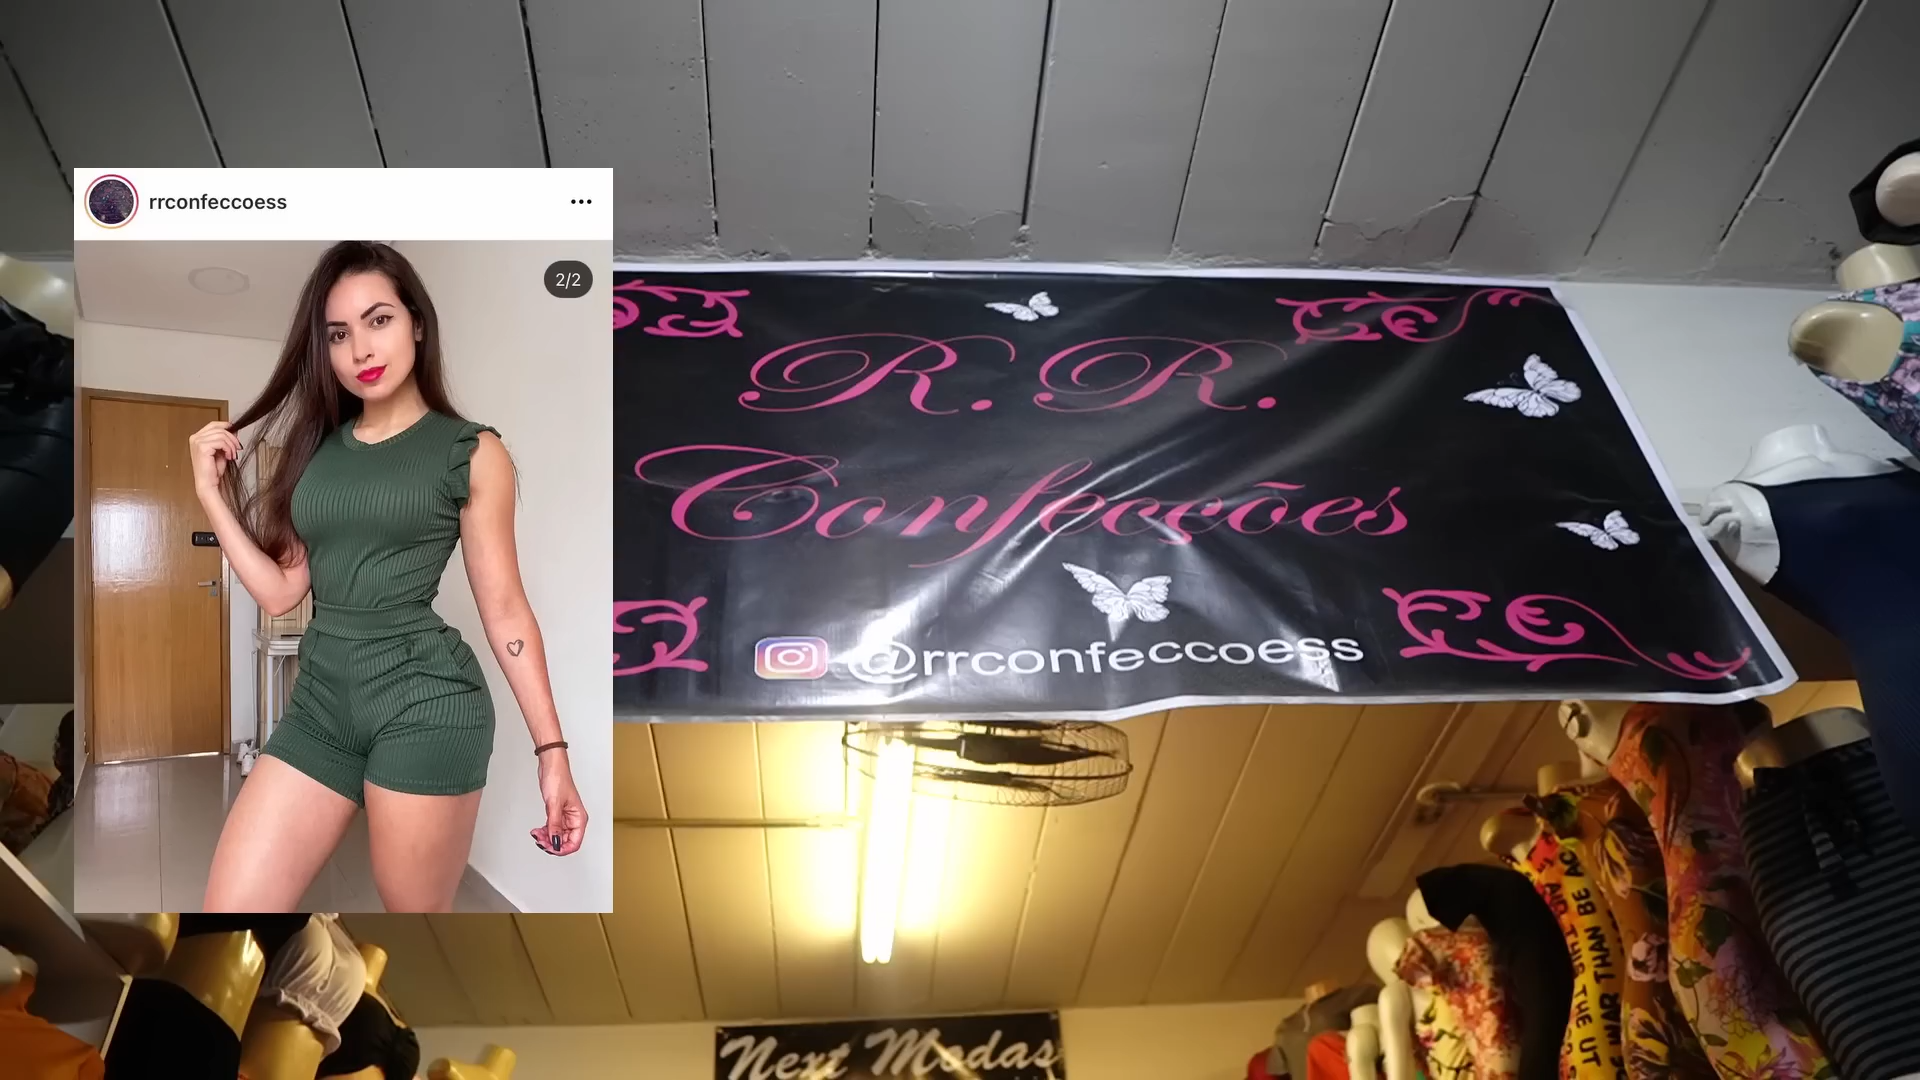 rrconfeccoess
2/2
R. R.
Confecções
@rrconfeccoess
Next Modas